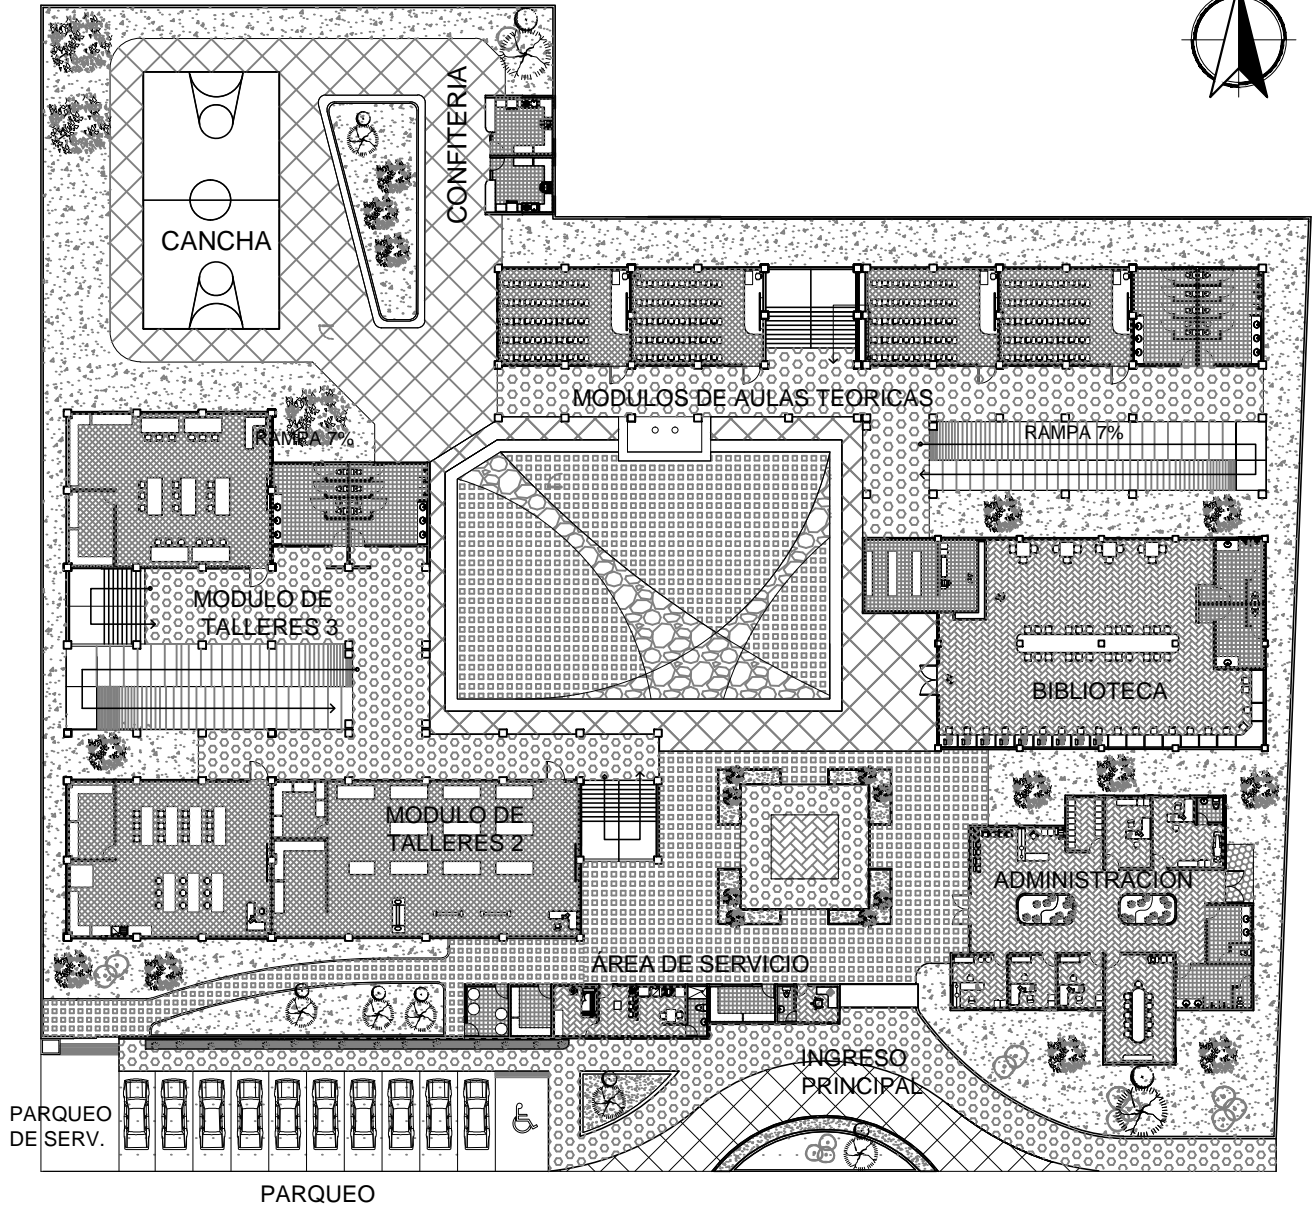 CONFITERIA
CANCHA
MODULOS DE AULAS TEORICAS
RAMPA 7%
RAMPA 7%
MODULO DE
TALLERES 3
BIBLIOTECA
MODULO DE
TALLERES 2
ADMINISTRACIÓN
ÁREA DE SERVICIO
INGRESO
PRINCIPAL
PARQUEO
DE SERV.
PARQUEO